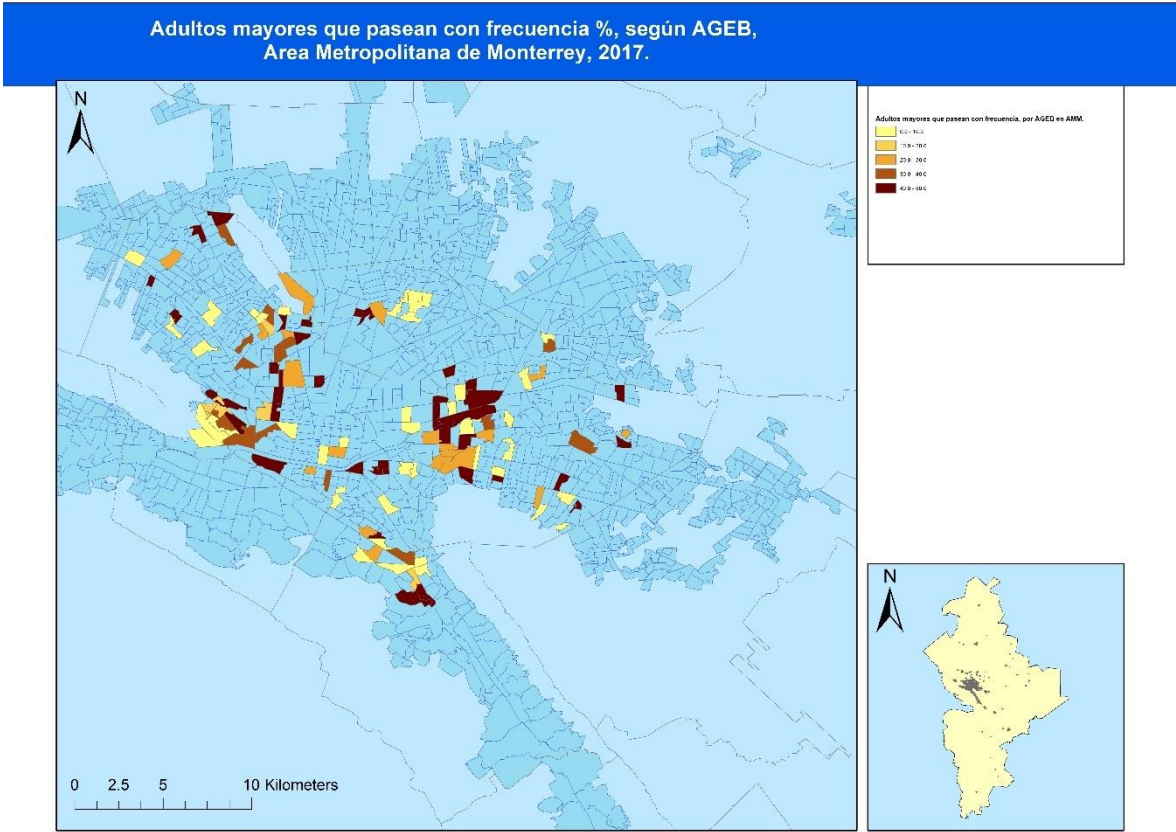 Adultos mayores que pasean con frecuencia %, según AGEB,
Area Metropolitana de Monterrey, 2017.
N
Adultos mayores que pasean con frecuencia, por AGEB en AMM.
N
0 2.5 5 10 Kilometers